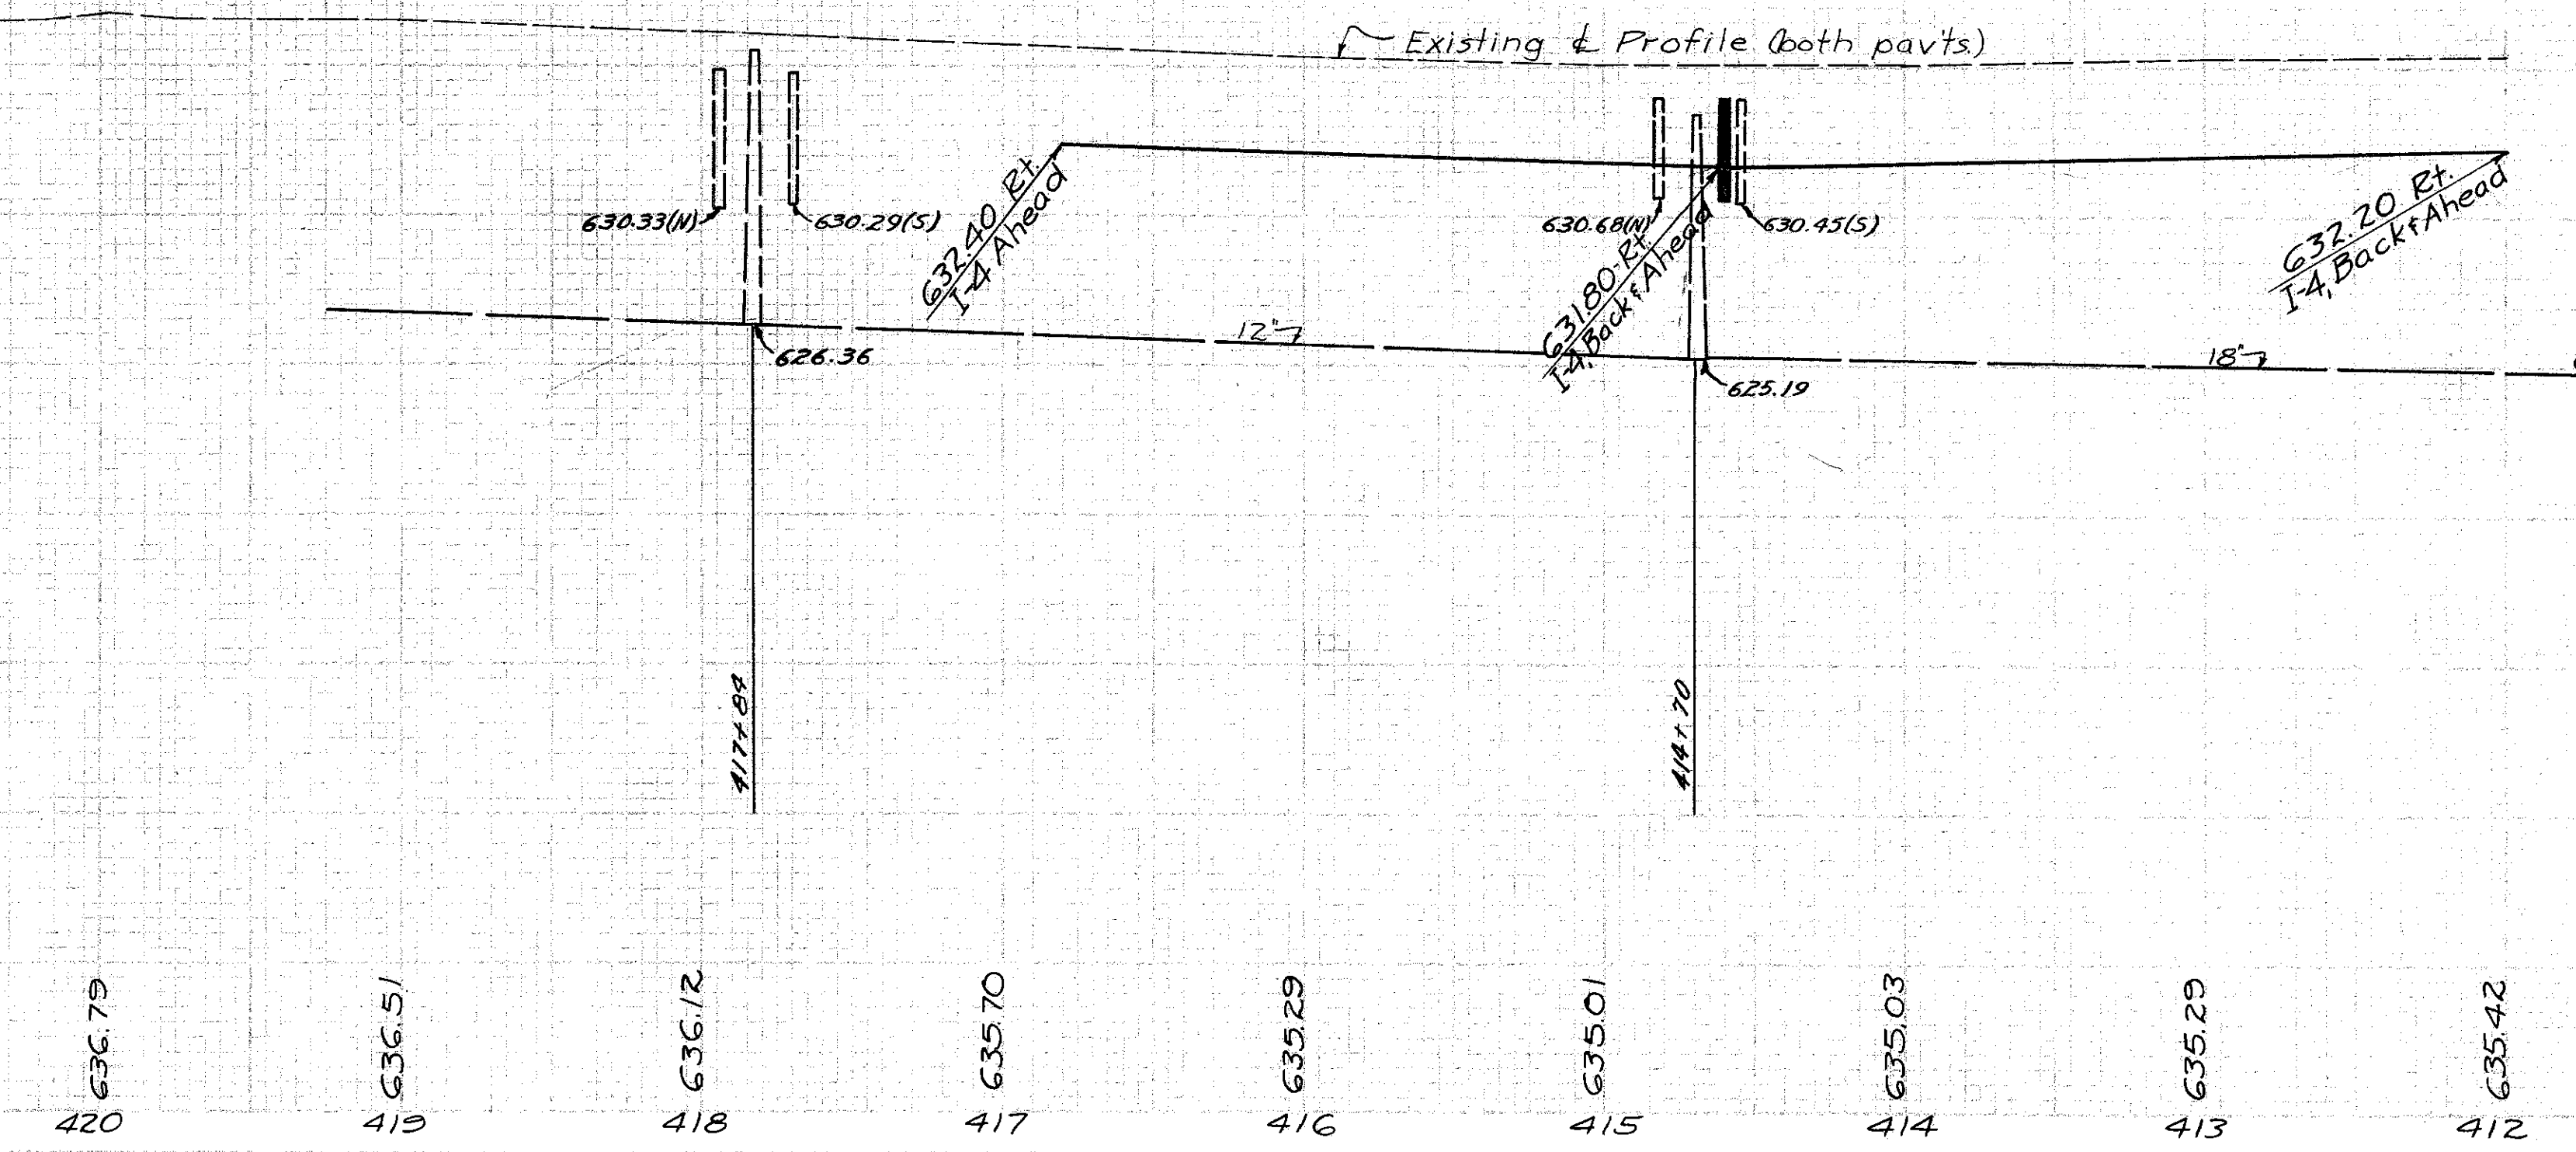 Existing ℄ Profile (both pav'ts.)
630.33(N)
630.29(S)
632.40 Rt.
I-4 Ahead
630.68(N)
630.45(S)
631.80 Rt.
I-4, Back & Ahead
632.20 Rt.
I-4, Back & Ahead
12"
18"
626.36
625.19
417+84
414+70
636.79
636.51
636.12
635.70
635.29
635.01
635.03
635.29
635.42
420
419
418
417
416
415
414
413
412